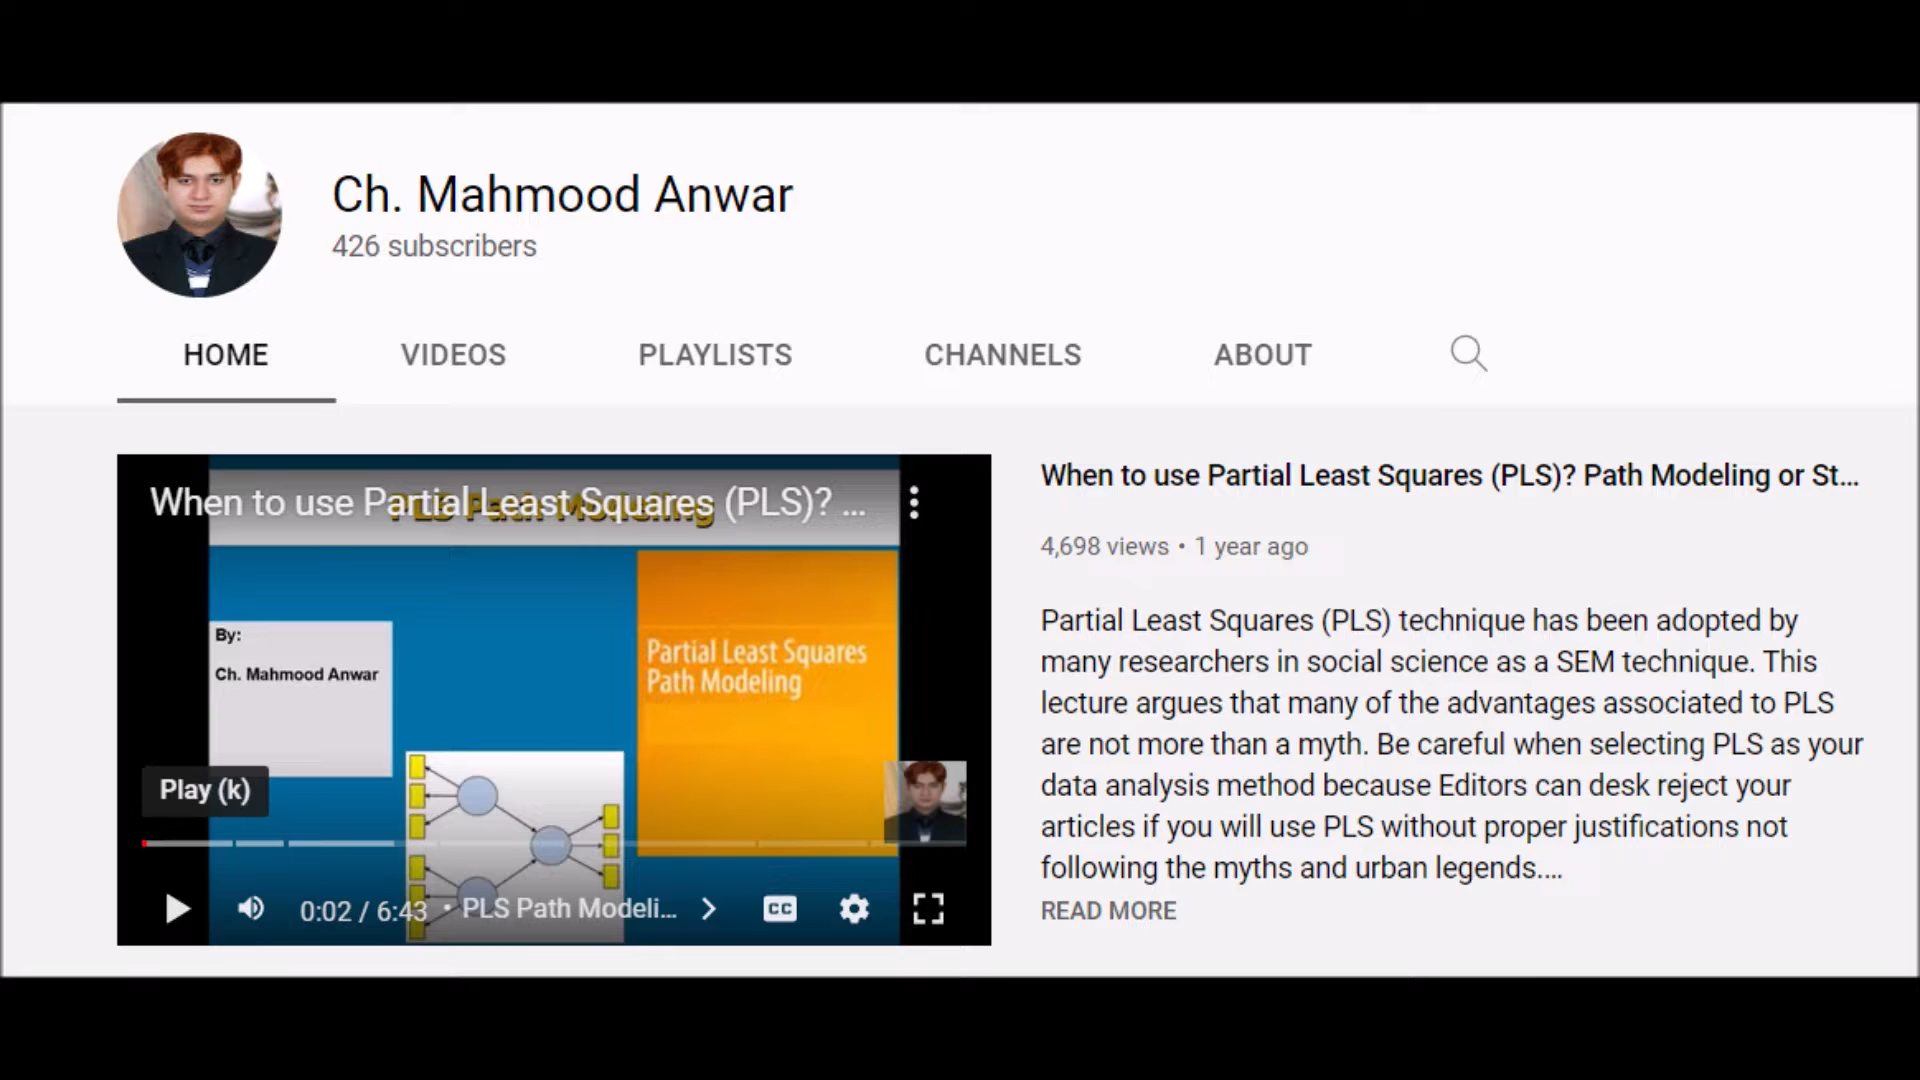 Ch. Mahmood Anwar
426 subscribers
HOME VIDEOS PLAYLISTS CHANNELS ABOUT
When to use Partial Least Squares (PLS)? ...
PLS Path Modeling
By:
Ch. Mahmood Anwar
Partial Least Squares
Path Modeling
Play (k)
0:02 / 6:43 • PLS Path Modeli...
CC
When to use Partial Least Squares (PLS)? Path Modeling or St...
4,698 views • 1 year ago
Partial Least Squares (PLS) technique has been adopted by
many researchers in social science as a SEM technique. This
lecture argues that many of the advantages associated to PLS
are not more than a myth. Be careful when selecting PLS as your
data analysis method because Editors can desk reject your
articles if you will use PLS without proper justifications not
following the myths and urban legends....
READ MORE